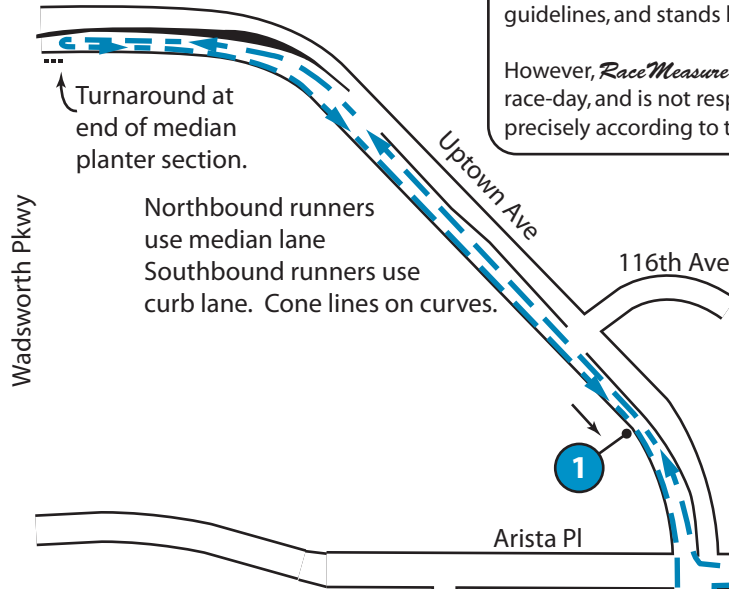 guidelines, and stands
However, RaceMeasure
race-day, and is not
precisely according to
Turnaround at
end of median
planter section.
Uptown Ave
Northbound runners
use median lane
Southbound runners use
curb lane. Cone lines on curves.
116th Ave
Wadsworth Pkwy
1
Arista Pl